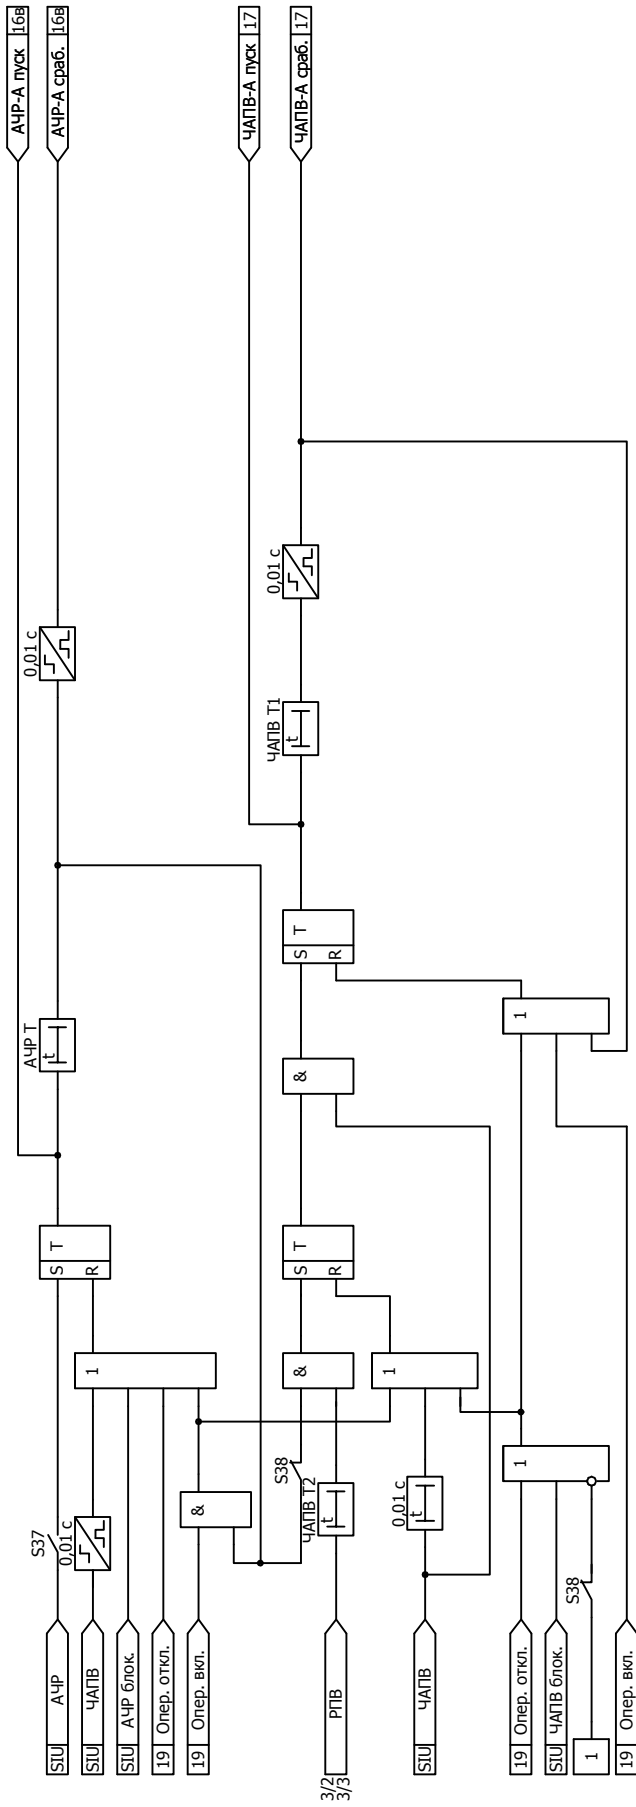 АЧР-А пуск 16в
АЧР-А сраб. 16в
ЧАПВ-А пуск 17
ЧАПВ-А сраб. 17
0,01 с
0,01 с
ЧАПВ Т1
t
T
S
R
АЧР Т
t
1
&
T
S
R
T
S
R
1
&
1
S38
ЧАПВ Т2
t
&
S37
0,01 с
0,01 с
t
1
S38
SIU АЧР
SIU ЧАПВ
SIU АЧР блок.
19 Опер. откл.
19 Опер. вкл.
3/2
3/3
РПВ
SIU ЧАПВ
19 Опер. откл.
SIU ЧАПВ блок.
1
19 Опер. вкл.